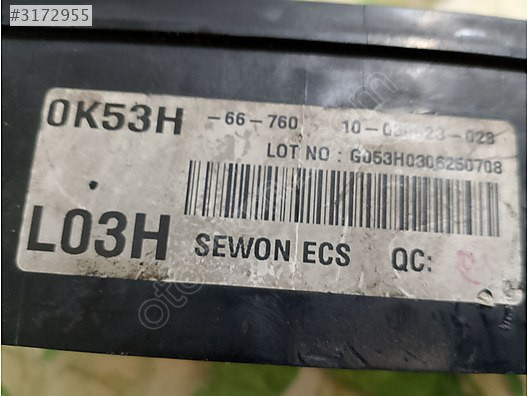 #3172955
0K53H -66-760
LOT NO : G053H0306250708
L03H SEWON ECS QC: